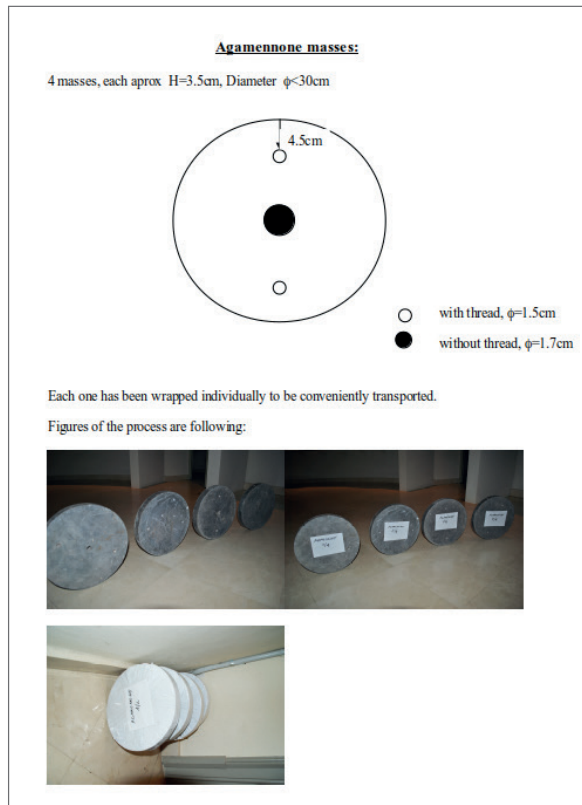 Agamennone masses:
4 masses, each aprox H=3.5cm, Diameter ϕ<30cm
4.5cm
with thread, ϕ=1.5cm
without thread, ϕ=1.7cm
Each one has been wrapped individually to be conveniently transported.
Figures of the process are following: